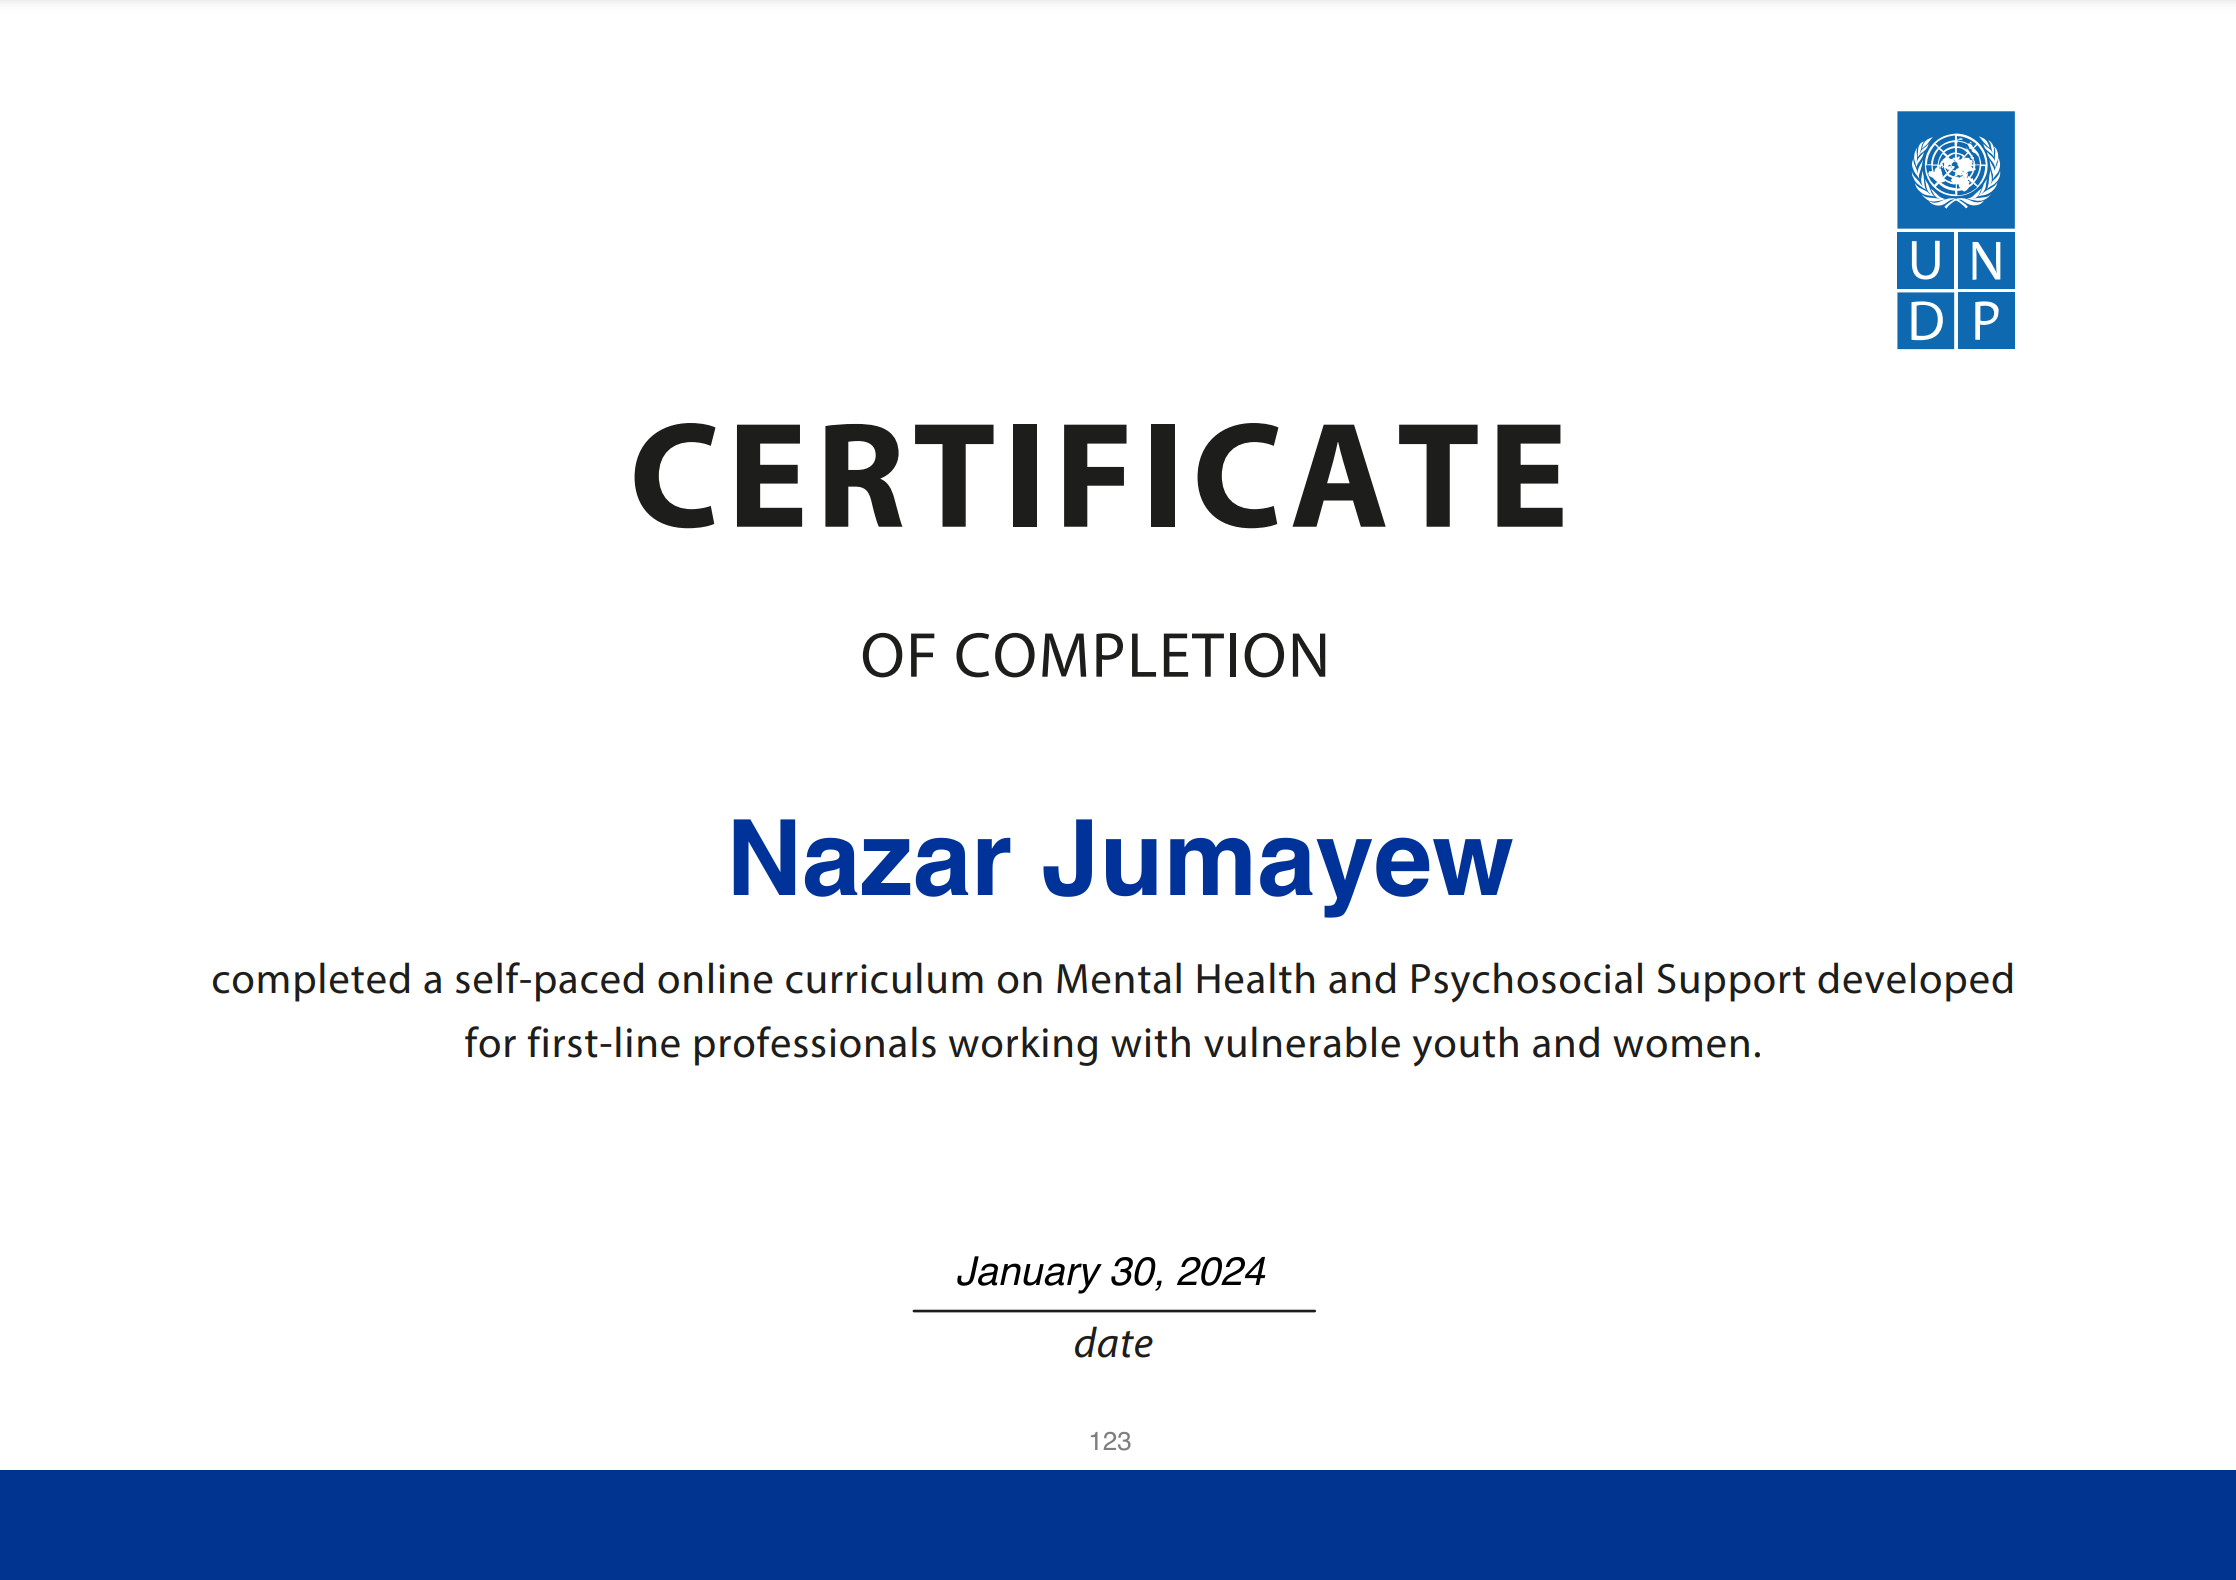 U N
D P
CERTIFICATE
OF COMPLETION
Nazar Jumayew
completed a self-paced online curriculum on Mental Health and Psychosocial Support developed
for first-line professionals working with vulnerable youth and women.
January 30, 2024
date
123